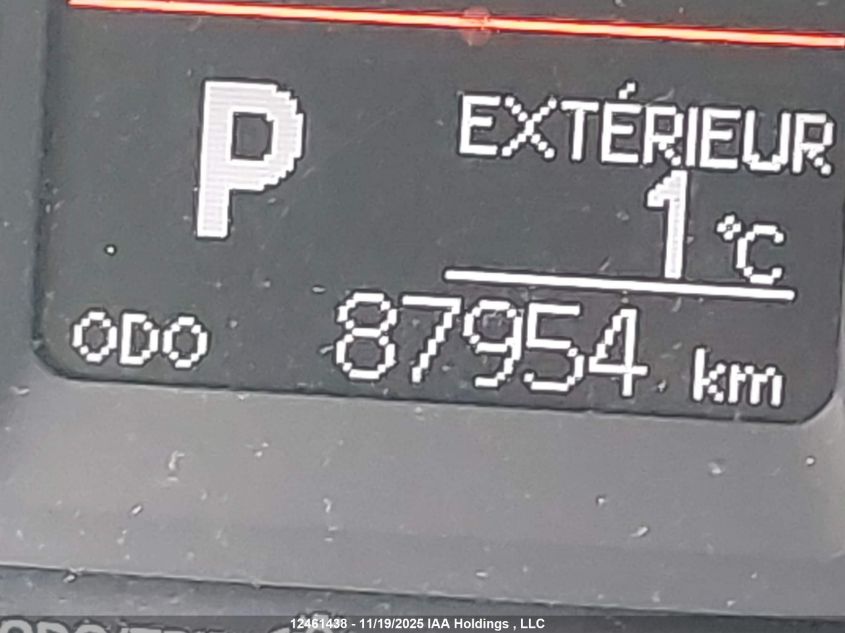 P
EXTÉRIEUR
1 °C
ODO 87954 km
12461438 - 11/19/2025 IAA Holdings , LLC